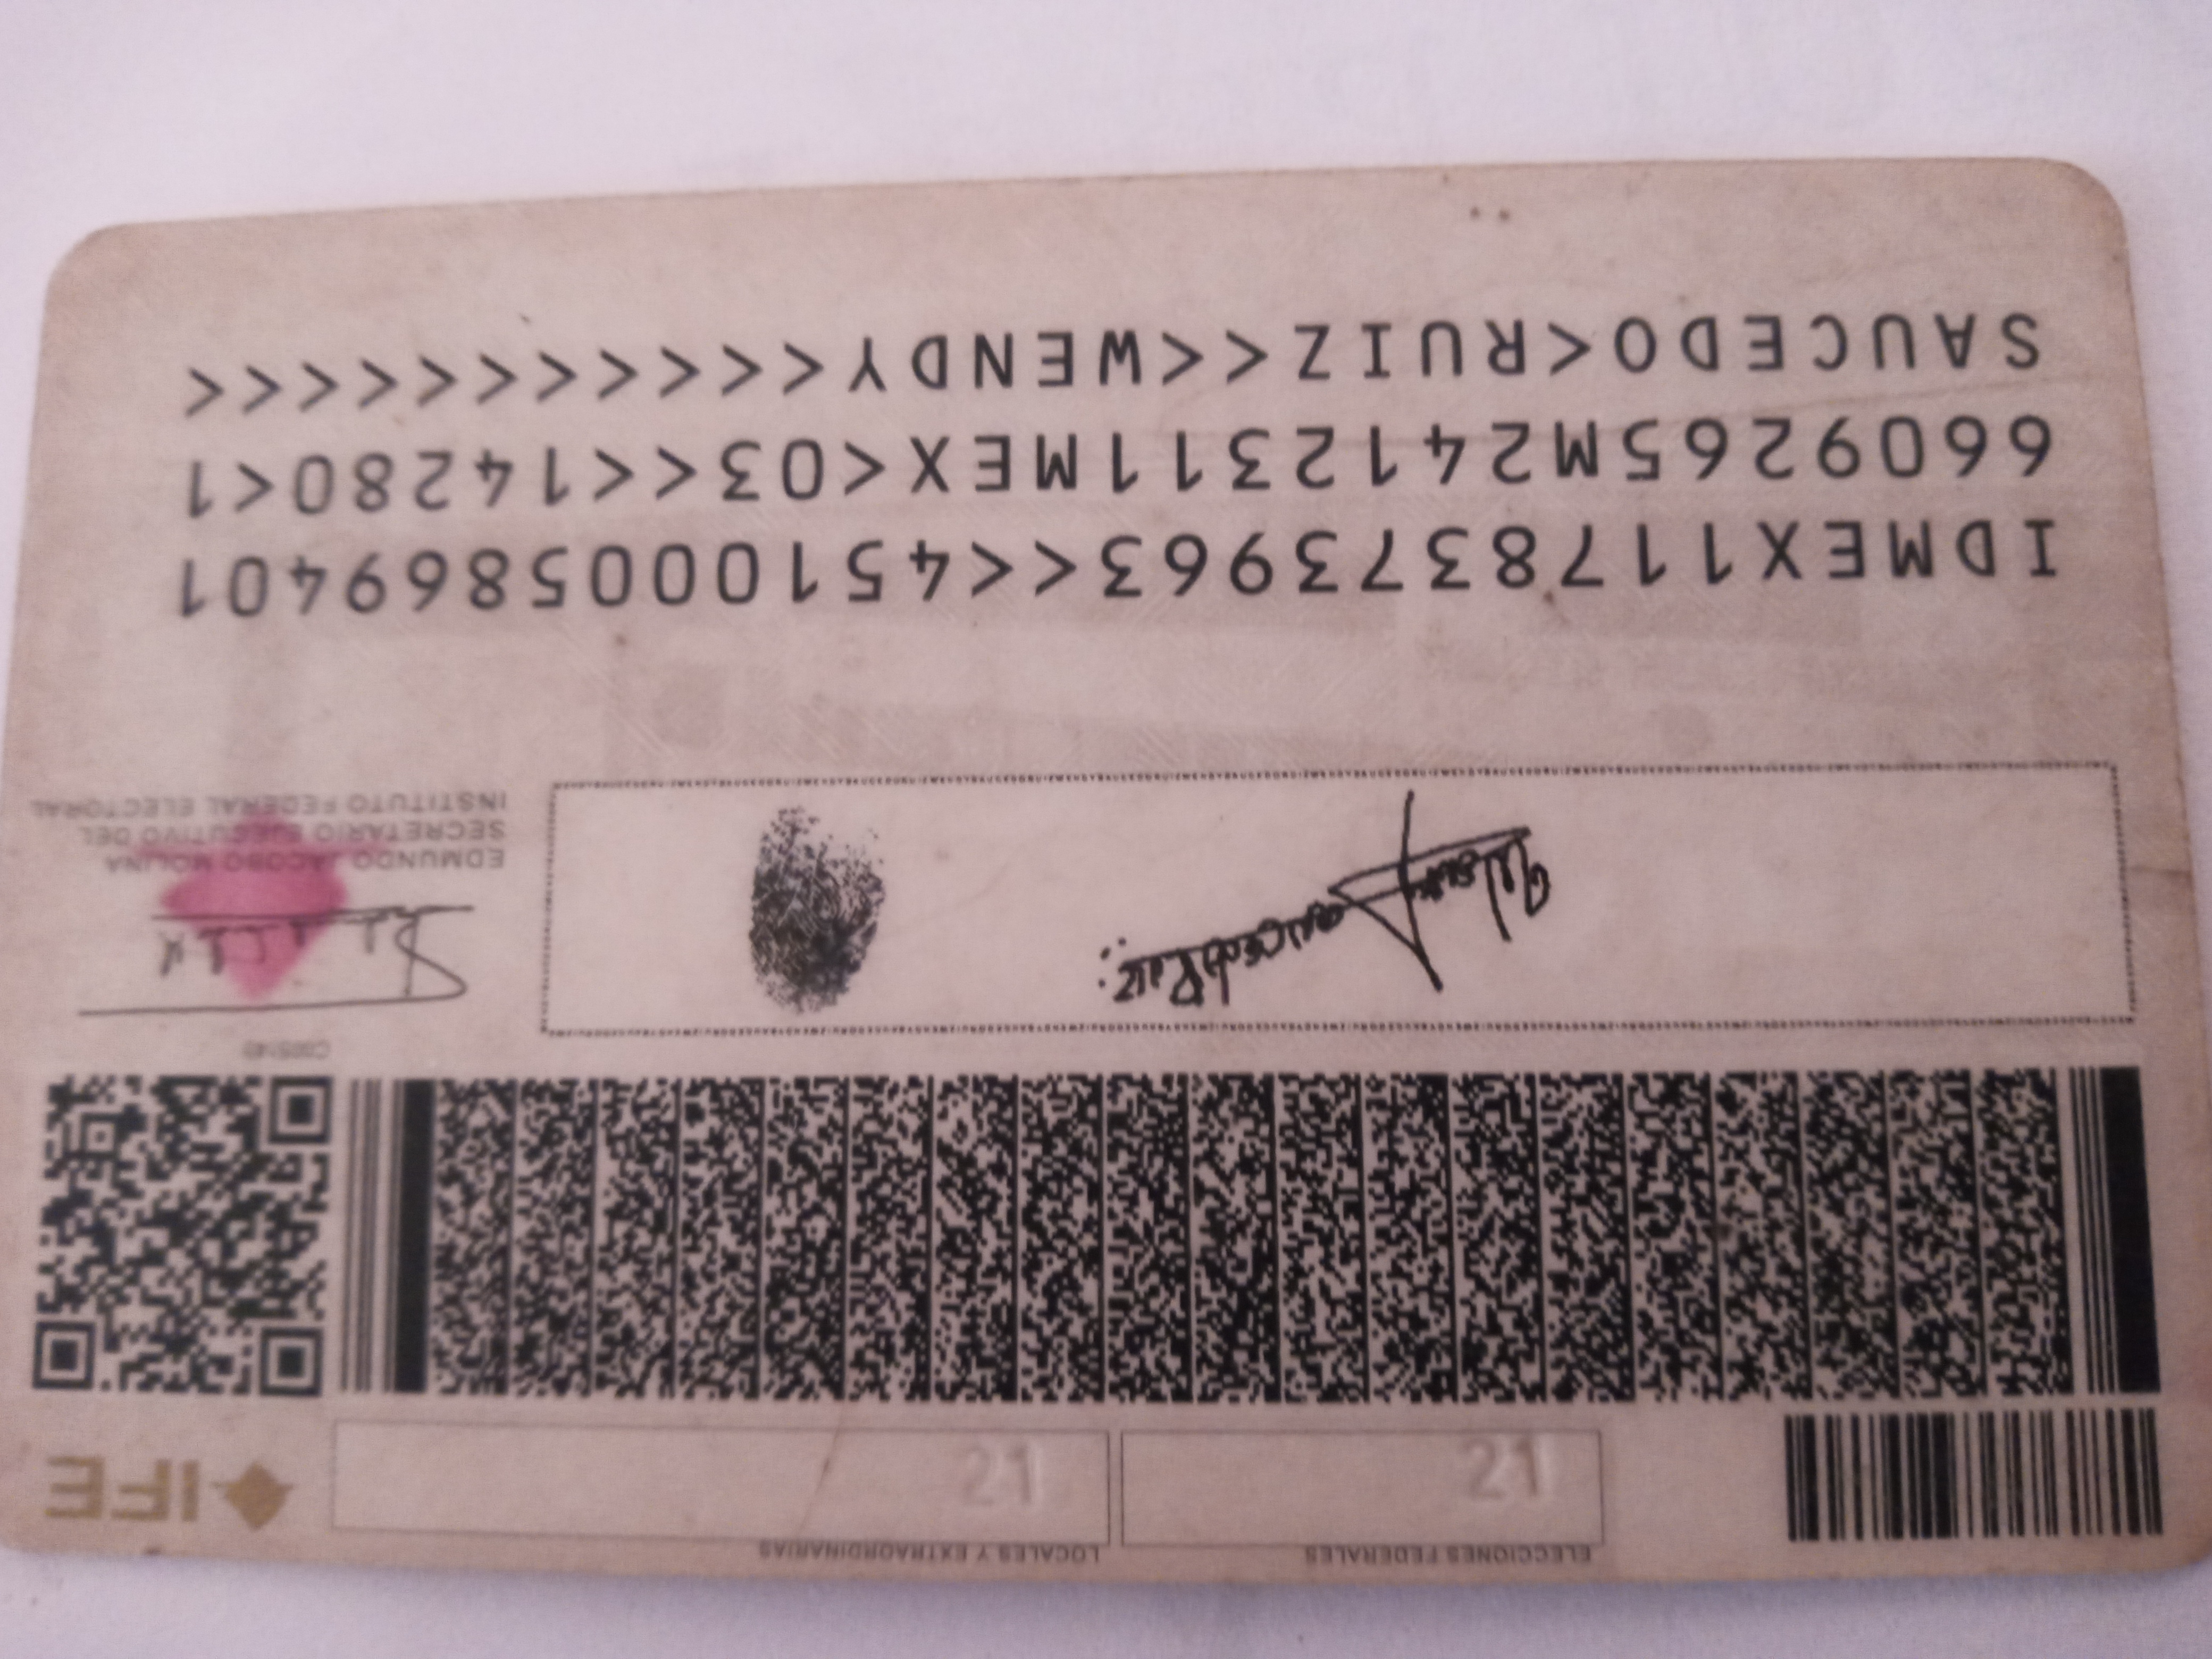 ELECCIONES FEDERALES
LOCALES Y EXTRAORDINARIAS
21
21
IFE
EDMUNDO JACOBO MOLINA
SECRETARIO EJECUTIVO DEL
INSTITUTO FEDERAL ELECTORAL
IDMEX1178373963<<4510005869401
6609265M2412311MEX<03<<14280<1
SAUCEDO<RUIZ<<WENDY<<<<<<<<<<<